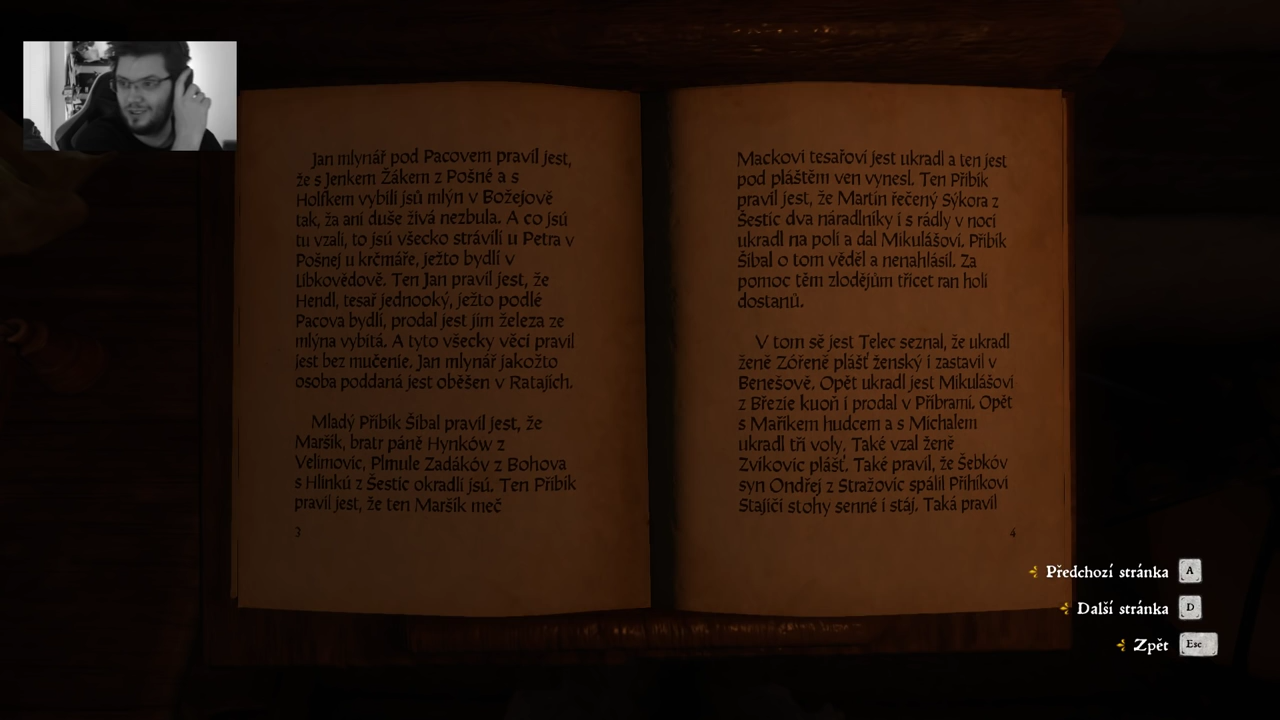 Jan mlynář pod Pacovem pravil jest,
že s Jenkem Žákem z Pošné a s
Holfkem vybili jsú mlýn v Božejově
tak, ža ani duše živá nezbula. A co jsú
tu vzali, to jsú všecko strávili u Petra v
Pošnej u krčmáře, ježto bydlí v
Libkovědově. Ten Jan pravil jest, že
Hendl, tesař jednooký, ježto podlé
Pacova bydlí, prodal jest jim železa ze
mlýna vybitá. A tyto všecky věci pravil
jest bez mučenie. Jan mlynář jakožto
osoba poddaná jest oběšen v Ratajích.
Mladý Přibík Šibal pravil jest, že
Maršík, bratr páně Hynków z
Velimovic, Plmule Zadákóv z Bohova
s Hlinkú z Šestic okradli jsú. Ten Přibík
pravil jest, že ten Maršík meč
3
Mackovi tesařovi jest ukradl a ten jest
pod pláštěm ven vynesl. Ten Přibík
pravil jest, že Martin řečený Sýkora z
Šestic dva náradlníky i s rádly v noci
ukradl na poli a dal Mikulášovi. Přibík
Šibal o tom věděl a nenahlásil. Za
pomoc těm zlodějům třicet ran holí
dostanů.
V tom sě jest Telec seznal, že ukradl
ženě Zórěně plášť ženský i zastavil v
Benešově. Opět ukradl jest Mikulášovi
z Březie kuoň i prodal v Příbrami. Opět
s Maříkem hudcem a s Michalem
ukradl tři voly. Také vzal ženě
Zvíkovic plášť. Také pravil, že Šebkóv
syn Ondřej z Stražovic spálil Přihíkovi
Stajičí stohy senné i stáj. Taká pravil
4
Předchozí stránka A
Další stránka D
Zpět Esc